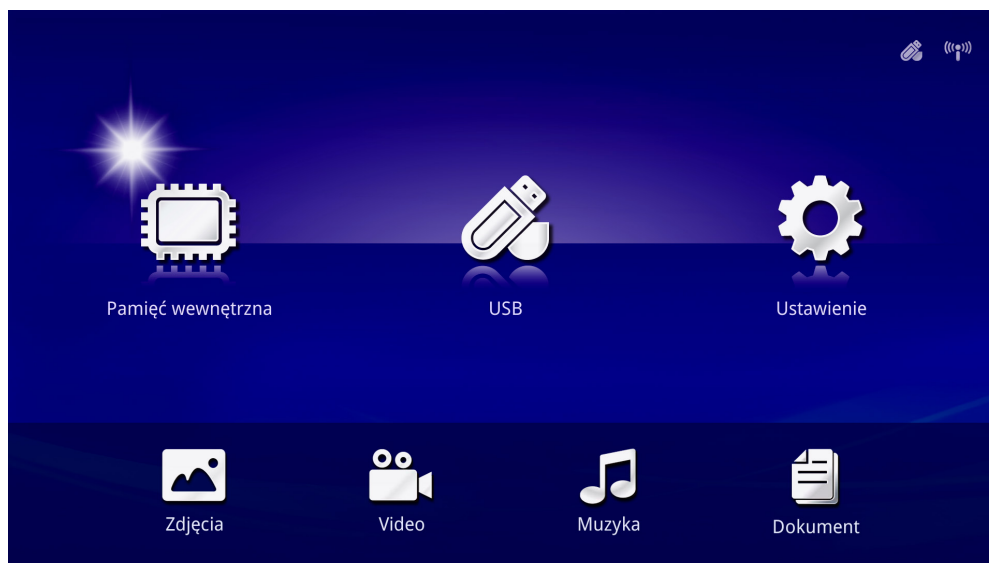 Pamięć wewnętrzna
USB
Ustawienie
Zdjęcia
Video
Muzyka
Dokument